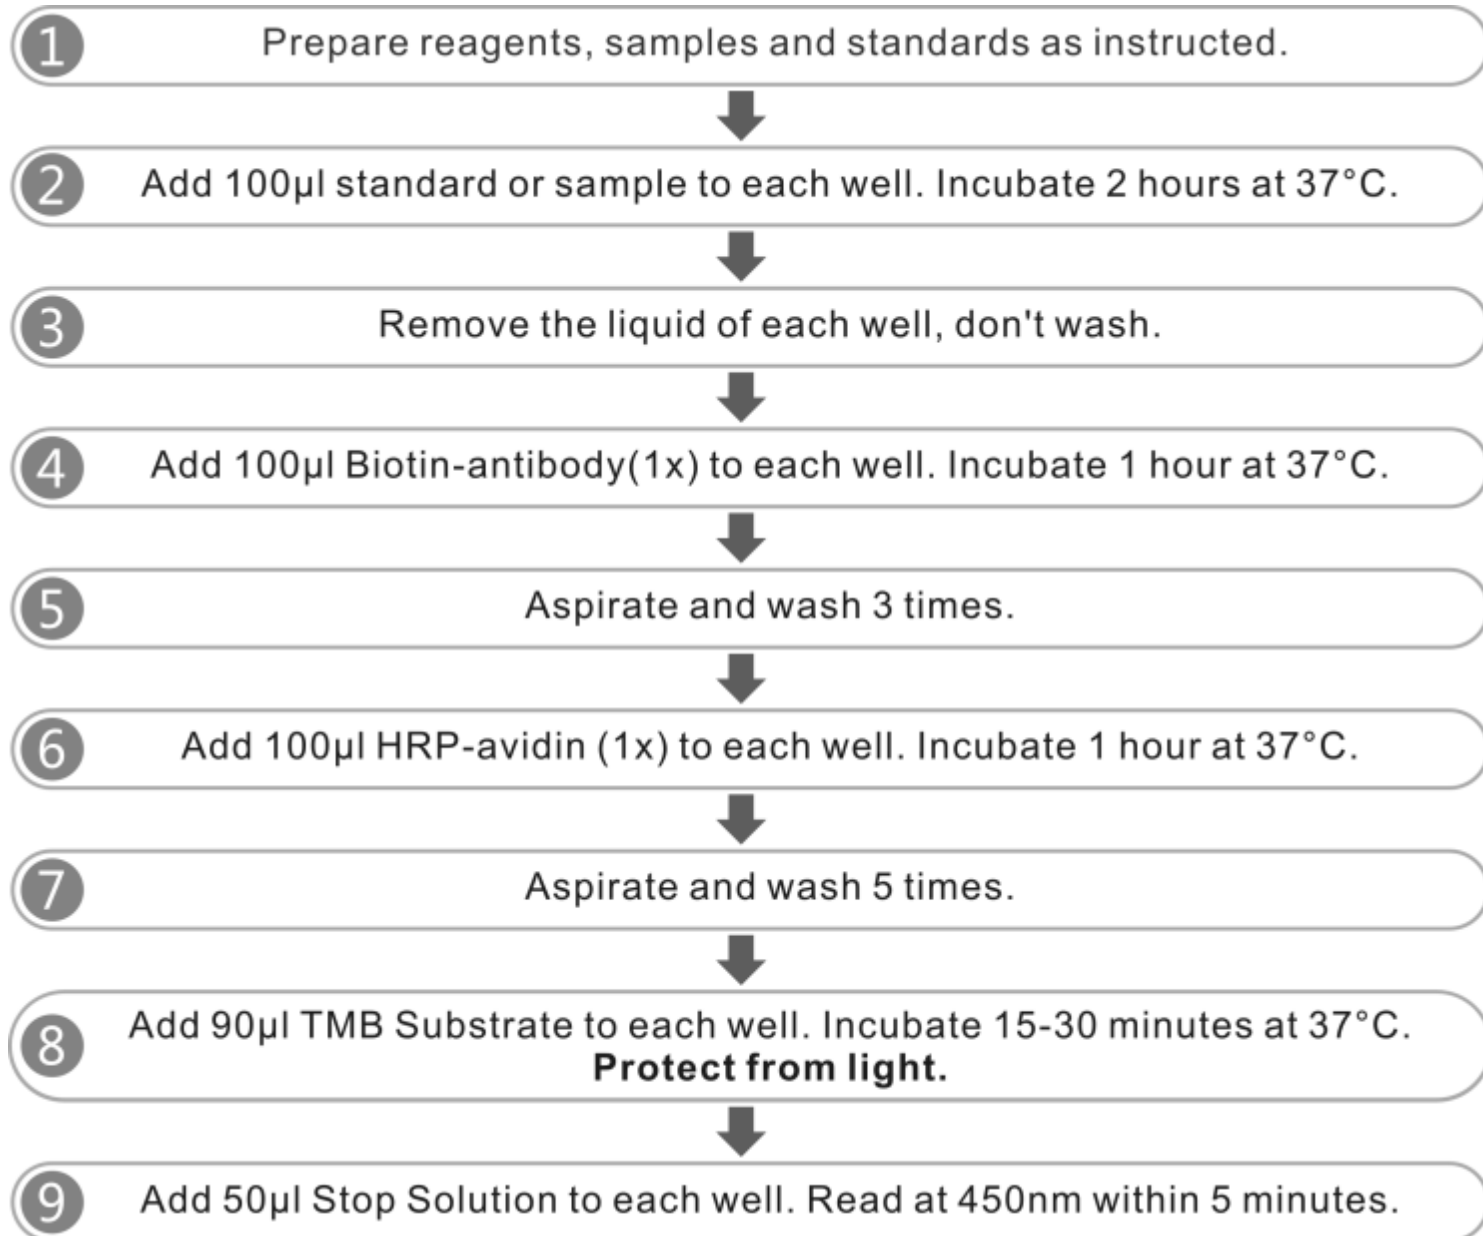 1 Prepare reagents, samples and standards as instructed.
2 Add 100µl standard or sample to each well. Incubate 2 hours at 37°C.
3 Remove the liquid of each well, don't wash.
4 Add 100µl Biotin-antibody(1x) to each well. Incubate 1 hour at 37°C.
5 Aspirate and wash 3 times.
6 Add 100µl HRP-avidin (1x) to each well. Incubate 1 hour at 37°C.
7 Aspirate and wash 5 times.
8 Add 90µl TMB Substrate to each well. Incubate 15-30 minutes at 37°C.
Protect from light.
9 Add 50µl Stop Solution to each well. Read at 450nm within 5 minutes.